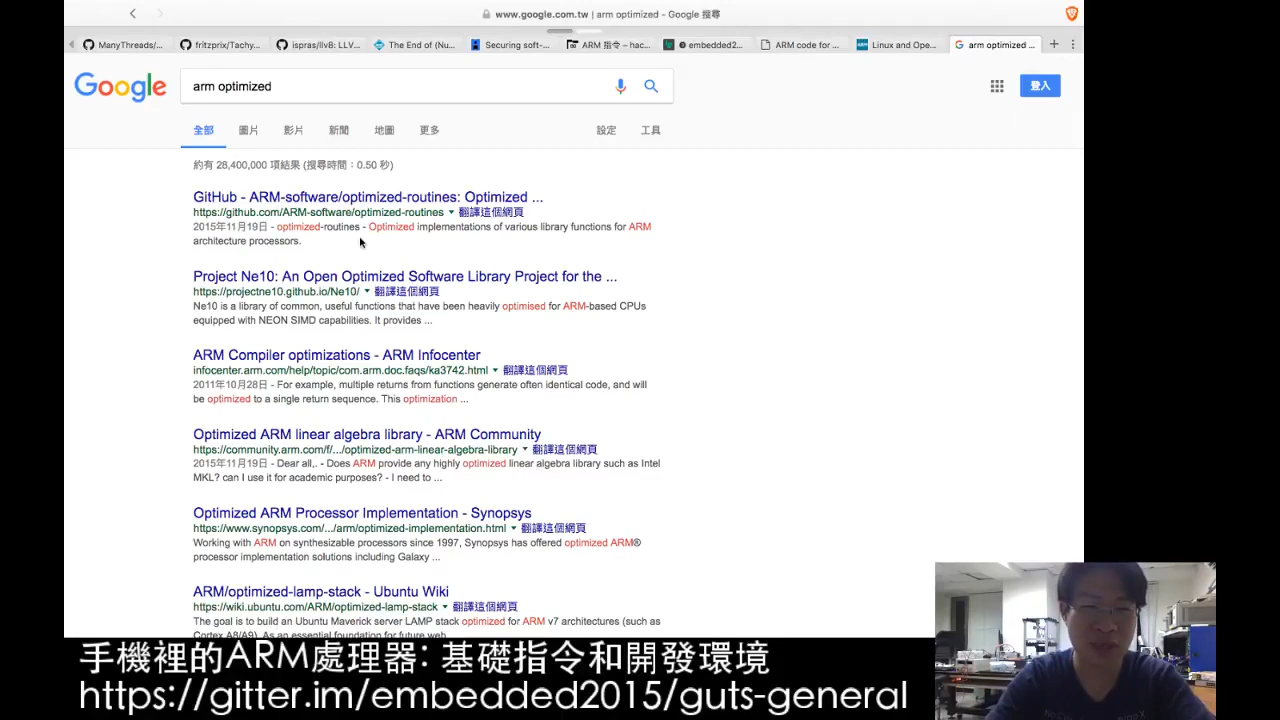 www.google.com.tw | arm optimized - Google 搜尋
ManyThreads/...
fritzprix/Tachy...
ispras/llv8: LLV...
The End of (Nu...
Securing soft-...
ARM 指令 – hac...
embedded2...
ARM code for ...
Linux and Ope...
arm optimized ...
Google
arm optimized
登入
全部 圖片 影片 新聞 地圖 更多 設定 工具
約有 28,400,000 項結果 (搜尋時間：0.50 秒)
GitHub - ARM-software/optimized-routines: Optimized ...
https://github.com/ARM-software/optimized-routines 翻譯這個網頁
2015年11月19日 - optimized-routines - Optimized implementations of various library functions for ARM
architecture processors.
Project Ne10: An Open Optimized Software Library Project for the ...
https://projectne10.github.io/Ne10/ 翻譯這個網頁
Ne10 is a library of common, useful functions that have been heavily optimised for ARM-based CPUs
equipped with NEON SIMD capabilities. It provides ...
ARM Compiler optimizations - ARM Infocenter
infocenter.arm.com/help/topic/com.arm.doc.faqs/ka3742.html 翻譯這個網頁
2011年10月28日 - For example, multiple returns from functions generate often identical code, and will
be optimized to a single return sequence. This optimization ...
Optimized ARM linear algebra library - ARM Community
https://community.arm.com/f/.../optimized-arm-linear-algebra-library 翻譯這個網頁
2015年11月19日 - Dear all,. - Does ARM provide any highly optimized linear algebra library such as Intel
MKL? can I use it for academic purposes? - I need to ...
Optimized ARM Processor Implementation - Synopsys
https://www.synopsys.com/.../arm/optimized-implementation.html 翻譯這個網頁
Working with ARM on synthesizable processors since 1997, Synopsys has offered optimized ARM®
processor implementation solutions including Galaxy ...
ARM/optimized-lamp-stack - Ubuntu Wiki
https://wiki.ubuntu.com/ARM/optimized-lamp-stack 翻譯這個網頁
The goal is to build an Ubuntu Maverick server LAMP stack optimized for ARM v7 architectures (such as
Cortex A8/A9). As an essential foundation for future web
手機裡的ARM處理器: 基礎指令和開發環境
https://gitter.im/embedded2015/guts-general